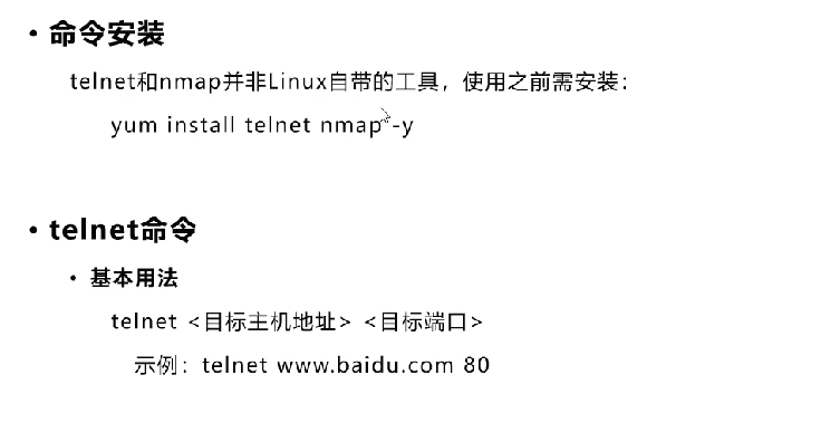 • 命令安装
telnet和nmap并非Linux自带的工具，使用之前需安装：
yum install telnet nmap -y
• telnet命令
• 基本用法
telnet <目标主机地址> <目标端口>
示例：telnet www.baidu.com 80